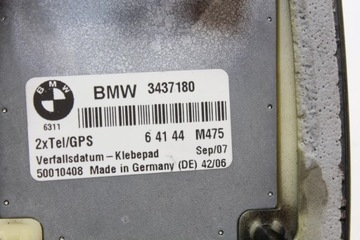 BMW
BMW 3437180
6311
2xTel/GPS 6 41 44 M475
Verfallsdatum – Klebepad Sep/07
50010408 Made in Germany (DE) 42/06